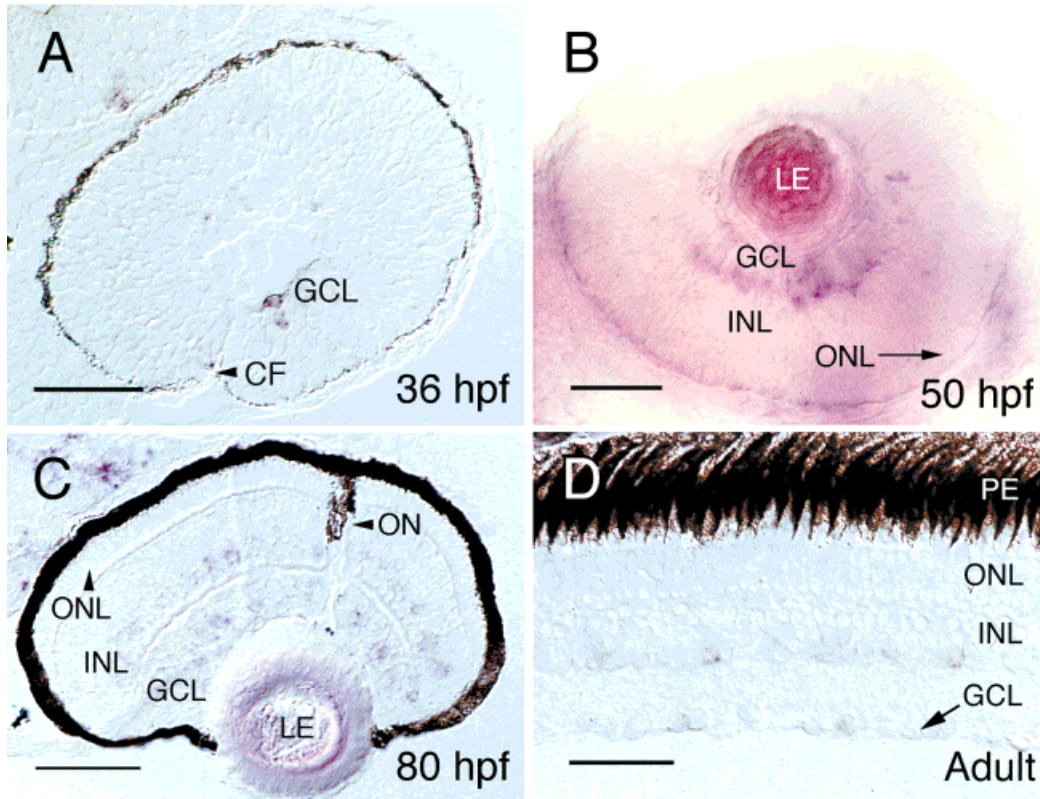 A
GCL
CF
36 hpf
B
LE
GCL
INL
ONL
50 hpf
C
ON
ONL
INL
GCL
LE
80 hpf
D
PE
ONL
INL
GCL
Adult